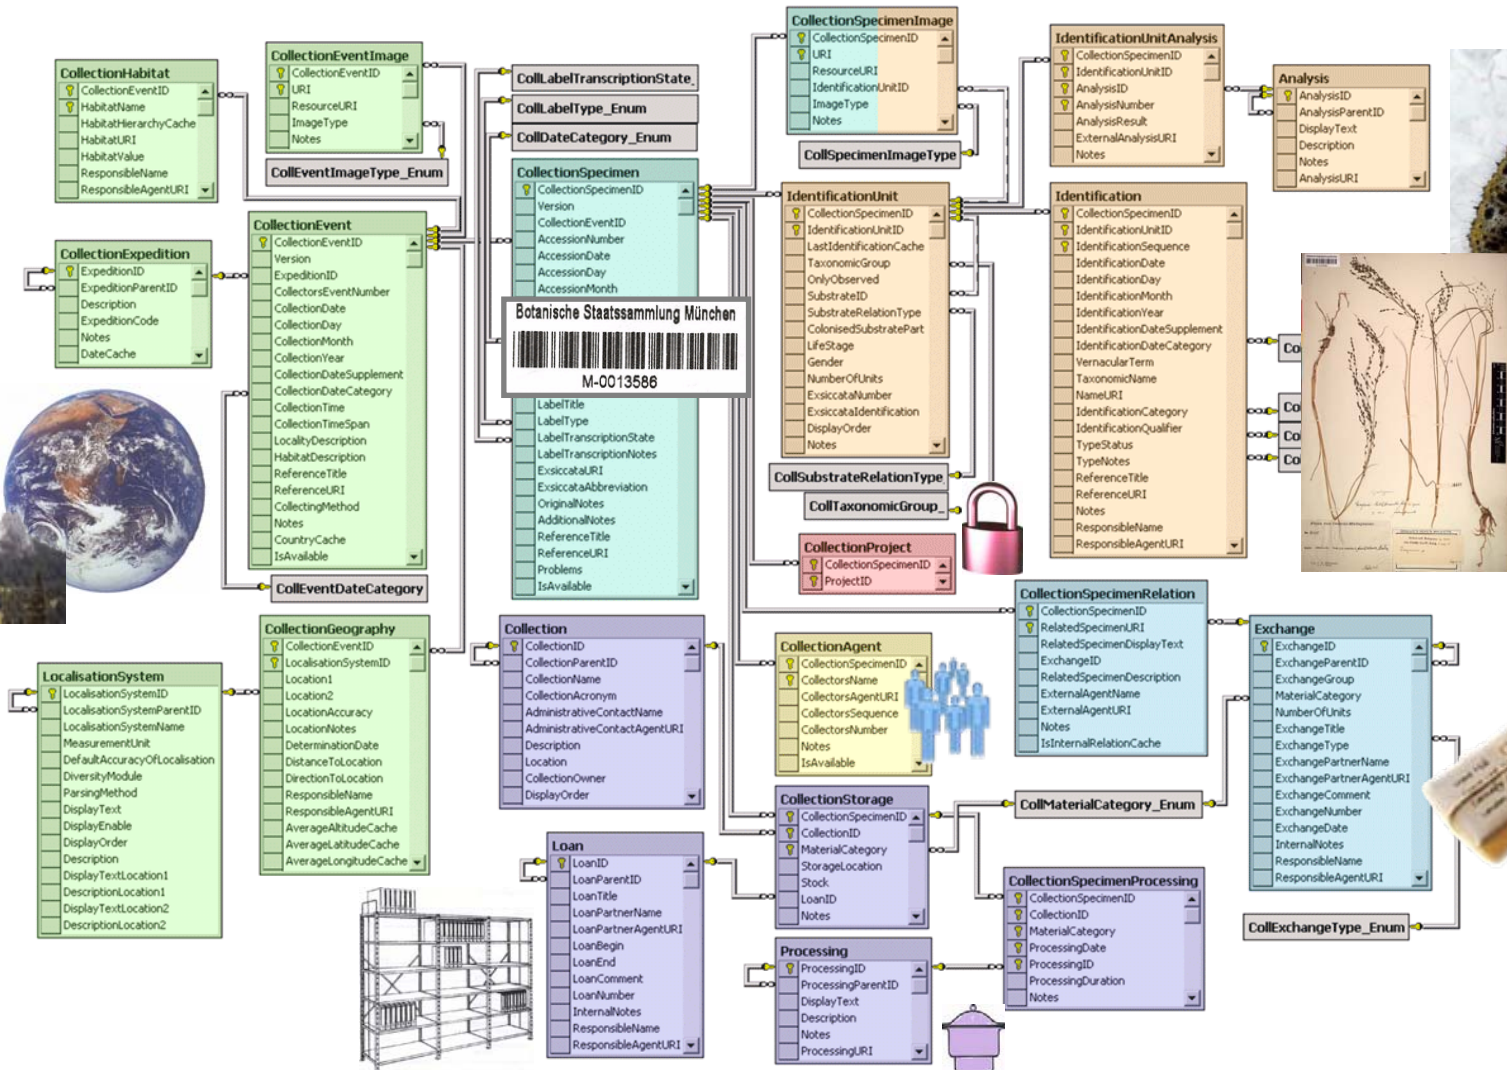 CollectionHabitat
CollectionEventID
HabitatName
HabitatHierarchyCache
HabitatURI
HabitatValue
ResponsibleName
ResponsibleAgentURI
CollectionEventImage
CollectionEventID
URI
ResourceURI
ImageType
Notes
CollEventImageType_Enum
CollLabelTranscriptionState_
CollLabelType_Enum
CollDateCategory_Enum
CollectionSpecimenImage
CollectionSpecimenID
URI
ResourceURI
IdentificationUnitID
ImageType
Notes
CollSpecimenImageType
IdentificationUnitAnalysis
CollectionSpecimenID
IdentificationUnitID
AnalysisID
AnalysisNumber
AnalysisResult
ExternalAnalysisURI
Notes
Analysis
AnalysisID
AnalysisParentID
DisplayText
Description
Notes
AnalysisURI
CollectionExpedition
ExpeditionID
ExpeditionParentID
Description
ExpeditionCode
Notes
DateCache
CollectionEvent
CollectionEventID
Version
ExpeditionID
CollectorsEventNumber
CollectionDate
CollectionDay
CollectionMonth
CollectionYear
CollectionDateSupplement
CollectionDateCategory
CollectionTime
CollectionTimeSpan
LocalityDescription
HabitatDescription
ReferenceTitle
ReferenceURI
CollectingMethod
Notes
CountryCache
IsAvailable
CollEventDateCategory
CollectionSpecimen
CollectionSpecimenID
Version
CollectionEventID
AccessionNumber
AccessionDate
AccessionDay
AccessionMonth
Botanische Staatssammlung München
M-0013586
LabelTitle
LabelType
LabelTranscriptionState
LabelTranscriptionNotes
ExsiccataURI
ExsiccataAbbreviation
OriginalNotes
AdditionalNotes
ReferenceTitle
ReferenceURI
Problems
IsAvailable
IdentificationUnit
CollectionSpecimenID
IdentificationUnitID
LastIdentificationCache
TaxonomicGroup
OnlyObserved
SubstrateID
SubstrateRelationType
ColonisedSubstratePart
LifeStage
Gender
NumberOfUnits
ExsiccataNumber
ExsiccataIdentification
DisplayOrder
Notes
CollSubstrateRelationType_
CollTaxonomicGroup_
Identification
CollectionSpecimenID
IdentificationUnitID
IdentificationSequence
IdentificationDate
IdentificationDay
IdentificationMonth
IdentificationYear
IdentificationDateSupplement
IdentificationDateCategory
VernacularTerm
TaxonomicName
NameURI
IdentificationCategory
IdentificationQualifier
TypeStatus
TypeNotes
ReferenceTitle
ReferenceURI
Notes
ResponsibleName
ResponsibleAgentURI
Co
Co
Co
Co
CollectionProject
CollectionSpecimenID
ProjectID
CollectionSpecimenRelation
CollectionSpecimenID
RelatedSpecimenURI
RelatedSpecimenDisplayText
ExchangeID
RelatedSpecimenDescription
ExternalAgentName
ExternalAgentURI
Notes
IsInternalRelationCache
Exchange
ExchangeID
ExchangeParentID
ExchangeGroup
MaterialCategory
NumberOfUnits
ExchangeTitle
ExchangeType
ExchangePartnerName
ExchangePartnerAgentURI
ExchangeComment
ExchangeNumber
ExchangeDate
InternalNotes
ResponsibleName
ResponsibleAgentURI
CollExchangeType_Enum
LocalisationSystem
LocalisationSystemID
LocalisationSystemParentID
LocalisationSystemName
MeasurementUnit
DefaultAccuracyOfLocalisation
DiversityModule
ParsingMethod
DisplayText
DisplayEnable
DisplayOrder
Description
DisplayTextLocation1
DescriptionLocation1
DisplayTextLocation2
DescriptionLocation2
CollectionGeography
CollectionEventID
LocalisationSystemID
Location1
Location2
LocationAccuracy
LocationNotes
DeterminationDate
DistanceToLocation
DirectionToLocation
ResponsibleName
ResponsibleAgentURI
AverageAltitudeCache
AverageLatitudeCache
AverageLongitudeCache
Collection
CollectionID
CollectionParentID
CollectionName
CollectionAcronym
AdministrativeContactName
AdministrativeContactAgentURI
Description
Location
CollectionOwner
DisplayOrder
CollectionAgent
CollectionSpecimenID
CollectorsName
CollectorsAgentURI
CollectorsSequence
CollectorsNumber
Notes
IsAvailable
CollectionStorage
CollectionSpecimenID
CollectionID
MaterialCategory
StorageLocation
Stock
LoanID
Notes
CollMaterialCategory_Enum
Loan
LoanID
LoanParentID
LoanTitle
LoanPartnerName
LoanPartnerAgentURI
LoanBegin
LoanEnd
LoanComment
LoanNumber
InternalNotes
ResponsibleName
ResponsibleAgentURI
Processing
ProcessingID
ProcessingParentID
DisplayText
Description
Notes
ProcessingURI
CollectionSpecimenProcessing
CollectionSpecimenID
CollectionID
MaterialCategory
ProcessingDate
ProcessingID
ProcessingDuration
Notes